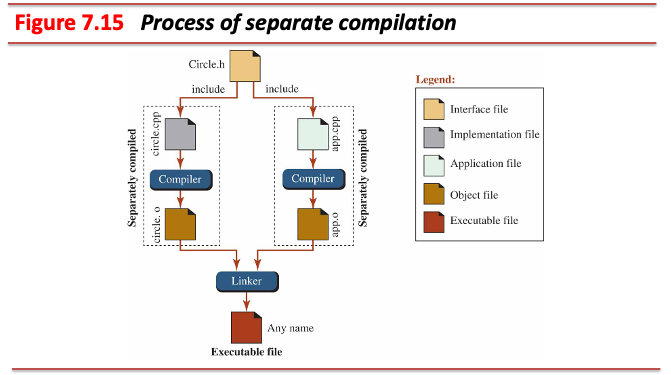 Figure 7.15 Process of separate compilation
Circle.h
include
include
Separately compiled
circle.cpp
app.cpp
Separately compiled
Compiler
Compiler
circle. o
app.o
Linker
Any name
Executable file
Legend:
Interface file
Implementation file
Application file
Object file
Executable file